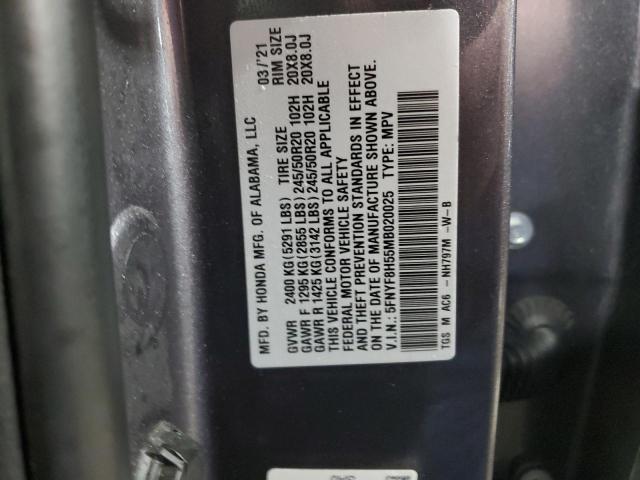 MFD. BY HONDA MFG. OF ALABAMA, LLC 03/'21
GVWR 2400 KG(5291 LBS) TIRE SIZE RIM SIZE
GAWR F 1295 KG(2855 LBS)245/50R20 102H 20X8.0J
GAWR R 1425 KG(3142 LBS)245/50R20 102H 20X8.0J
THIS VEHICLE CONFORMS TO ALL APPLICABLE
FEDERAL MOTOR VEHICLE SAFETY
AND THEFT PREVENTION STANDARDS IN EFFECT
ON THE DATE OF MANUFACTURE SHOWN ABOVE.
V.I.N.: 5FNYF8H55MB020025 TYPE: MPV
TGS M AC6 - NH797M -W-B